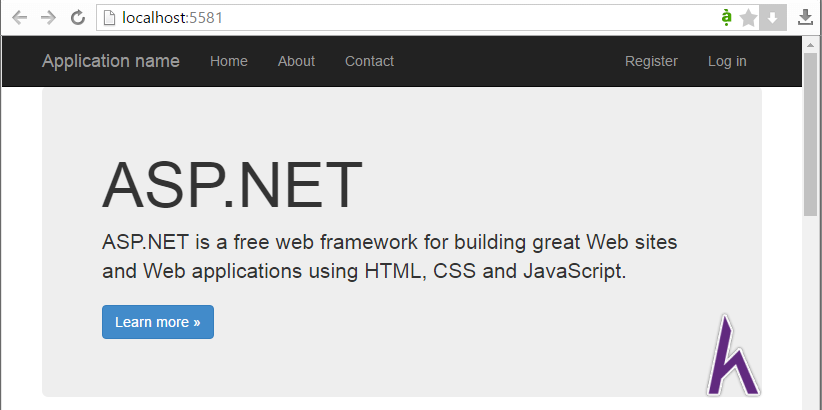 localhost:5581
Application name Home About Contact Register Log in
ASP.NET
ASP.NET is a free web framework for building great Web sites
and Web applications using HTML, CSS and JavaScript.
Learn more »